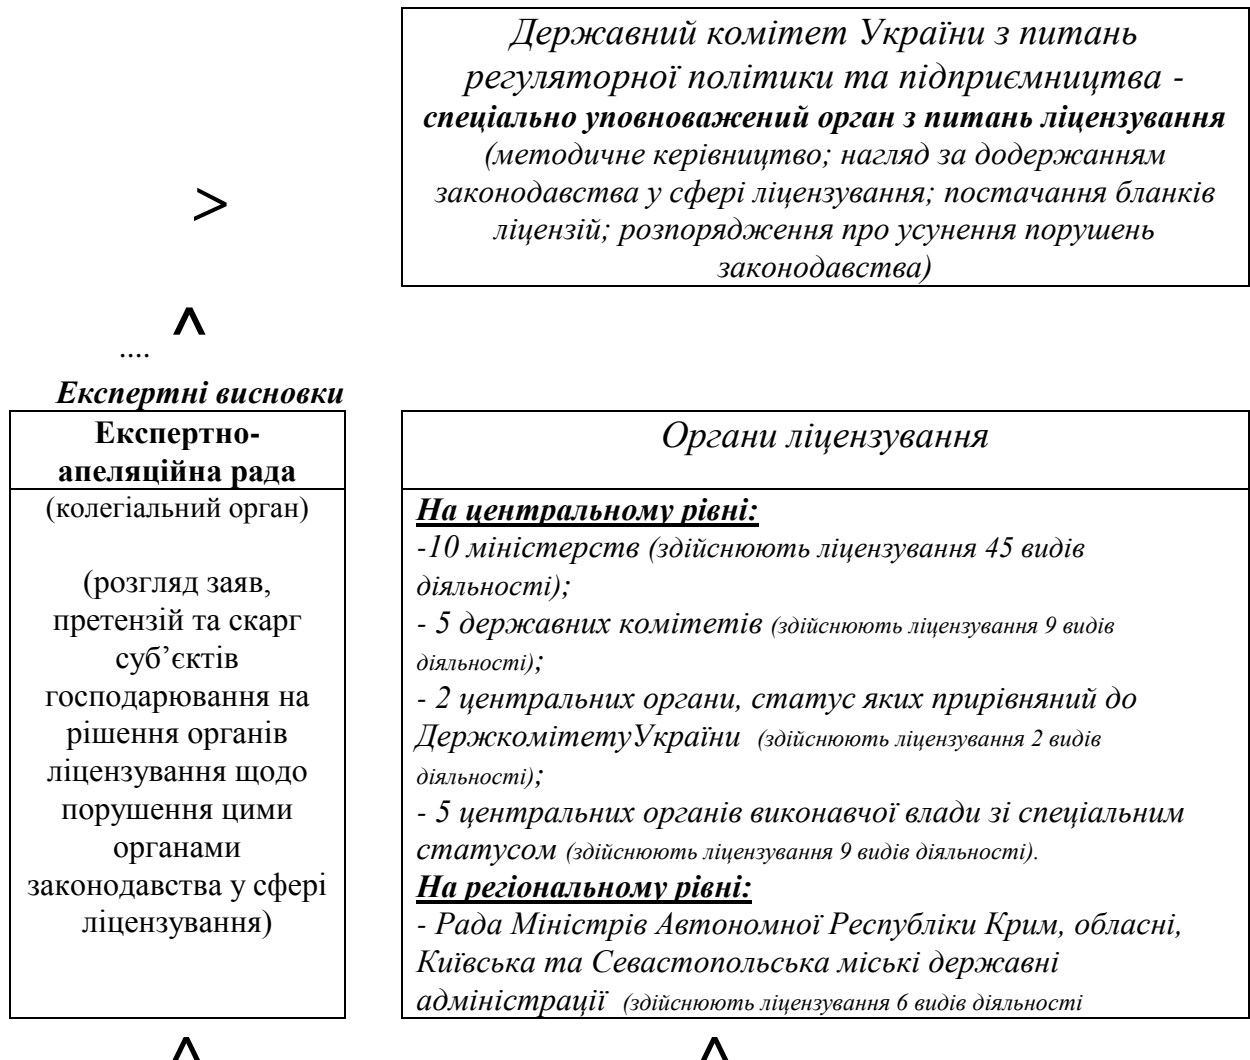 Державний комітет України з питань
регуляторної політики та підприємництва -
спеціально уповноважений орган з питань ліцензування
(методичне керівництво; нагляд за додержанням
законодавства у сфері ліцензування; постачання бланків
ліцензій; розпорядження про усунення порушень
законодавства)
>
^
....
Експертні висновки
Експертно-
апеляційна рада
(колегіальний орган)
(розгляд заяв,
претензій та скарг
суб’єктів
господарювання на
рішення органів
ліцензування щодо
порушення цими
органами
законодавства у сфері
ліцензування)
Органи ліцензування
На центральному рівні:
-10 міністерств (здійснюють ліцензування 45 видів
діяльності);
- 5 державних комітетів (здійснюють ліцензування 9 видів
діяльності);
- 2 центральних органи, статус яких прирівняний до
ДержкомітетуУкраїни (здійснюють ліцензування 2 видів
діяльності);
- 5 центральних органів виконавчої влади зі спеціальним
статусом (здійснюють ліцензування 9 видів діяльності).
На регіональному рівні:
- Рада Міністрів Автономної Республіки Крим, обласні,
Київська та Севастопольська міські державні
адміністрації (здійснюють ліцензування 6 видів діяльності
^ ^